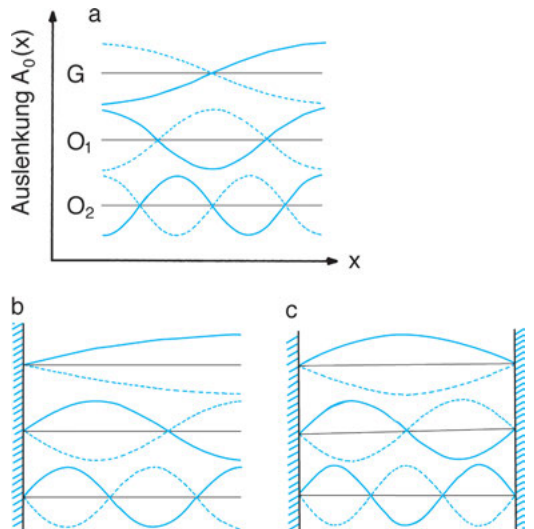 a
Auslenkung A₀(x)
G
O₁
O₂
x
b
c